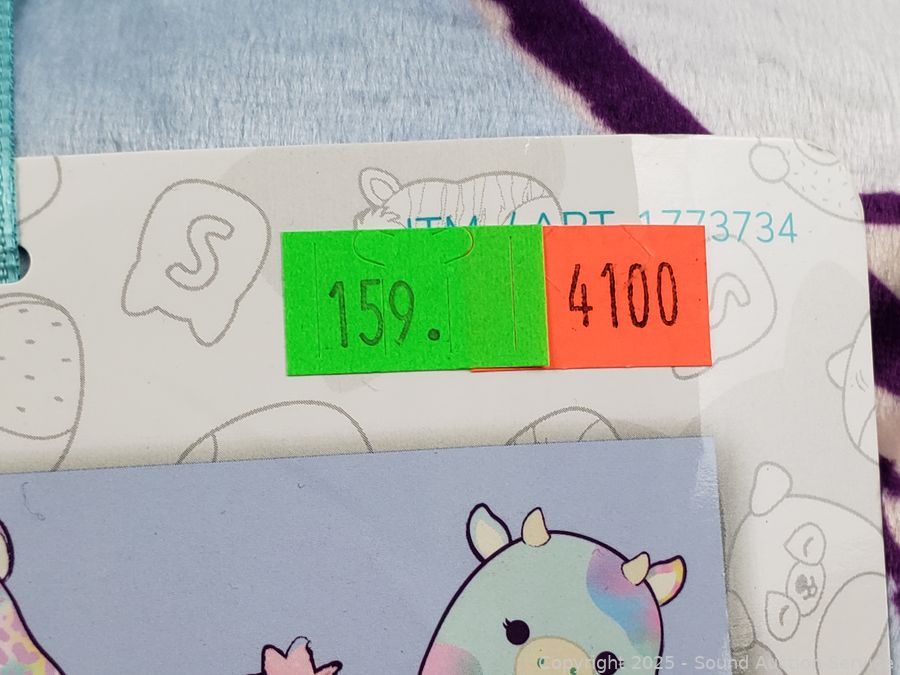 ITM. / ART. 1773734
159.
4100
S
S
Copyright 2025 - Sound Auction Service